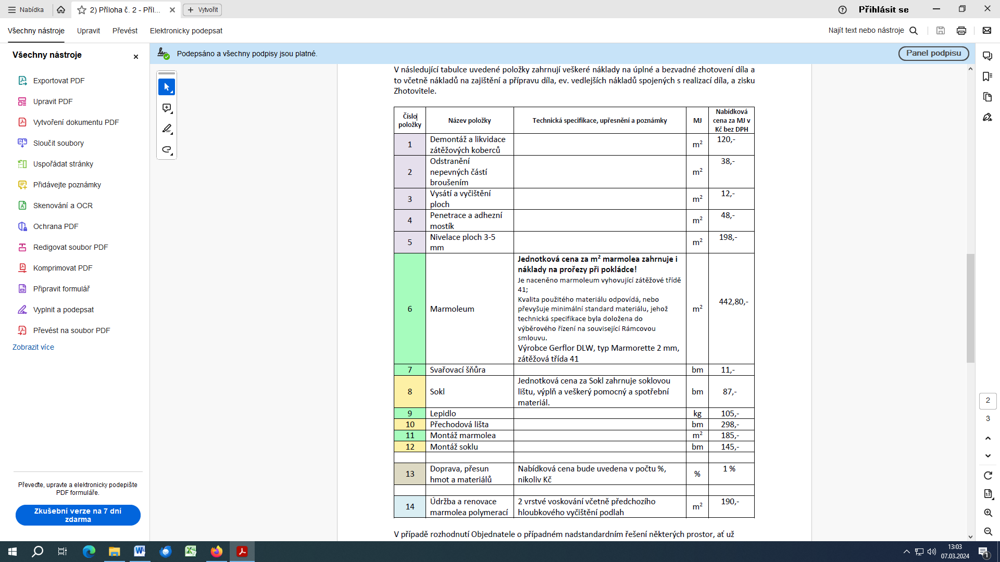 Nabídka
2) Příloha č. 2 - Příl...
Vytvořit
Přihlásit se
Všechny nástroje
Upravit
Převést
Elektronicky podepsat
Najít text nebo nástroje
Všechny nástroje
Exportovat PDF
Upravit PDF
Vytvoření dokumentu PDF
Sloučit soubory
Uspořádat stránky
Přidávejte poznámky
Skenování a OCR
Ochrana PDF
Redigovat soubor PDF
Komprimovat PDF
Připravit formulář
Vyplnit a podepsat
Převést na soubor PDF
Zobrazit více
Převeďte, upravte a elektronicky podepište
PDF formuláře.
Zkušební verze na 7 dní
zdarma
Podepsáno a všechny podpisy jsou platné.
Panel podpisu
V následující tabulce uvedené položky zahrnují veškeré náklady na úplné a bezvadné zhotovení díla a
to včetně nákladů na zajištění a přípravu díla, ev. vedlejších nákladů spojených s realizací díla, a zisku
Zhotovitele.
Číslo
položky
Název položky
Technická specifikace, upřesnění a poznámky
MJ
Nabídková
cena za MJ v
Kč bez DPH
1
Demontáž a likvidace
zátěžových koberců
m²
120,-
2
Odstranění
nepevných částí
broušením
m²
38,-
3
Vysátí a vyčištění
ploch
m²
12,-
4
Penetrace a adhezní
mostík
m²
48,-
5
Nivelace ploch 3-5
mm
m²
198,-
6
Marmoleum
Jednotková cena za m² marmolea zahrnuje i
náklady na prořezy při pokládce!
Je naceněno marmoleum vyhovující zátěžové třídě
41;
Kvalita použitého materiálu odpovídá, nebo
převyšuje minimální standard materiálu, jehož
technická specifikace byla doložena do
výběrového řízení na související Rámcovou
smlouvu.
Výrobce Gerflor DLW, typ Marmorette 2 mm,
zátěžová třída 41
m²
442,80,-
7
Svařovací šňůra
bm
11,-
8
Sokl
Jednotková cena za Sokl zahrnuje soklovou
lištu, výplň a veškerý pomocný a spotřební
materiál.
bm
87,-
9
Lepidlo
kg
105,-
10
Přechodová lišta
bm
298,-
11
Montáž marmolea
m²
185,-
12
Montáž soklu
bm
145,-
13
Doprava, přesun
hmot a materiálů
Nabídková cena bude uvedena v počtu %,
nikoliv Kč
%
1 %
14
Údržba a renovace
marmolea polymerací
2 vrstvé voskování včetně předchozího
hloubkového vyčištění podlah
m²
190,-
V případě rozhodnutí Objednatele o případném nadstandardním řešení některých prostor, ať už
2
3
13:03
07.03.2024
1